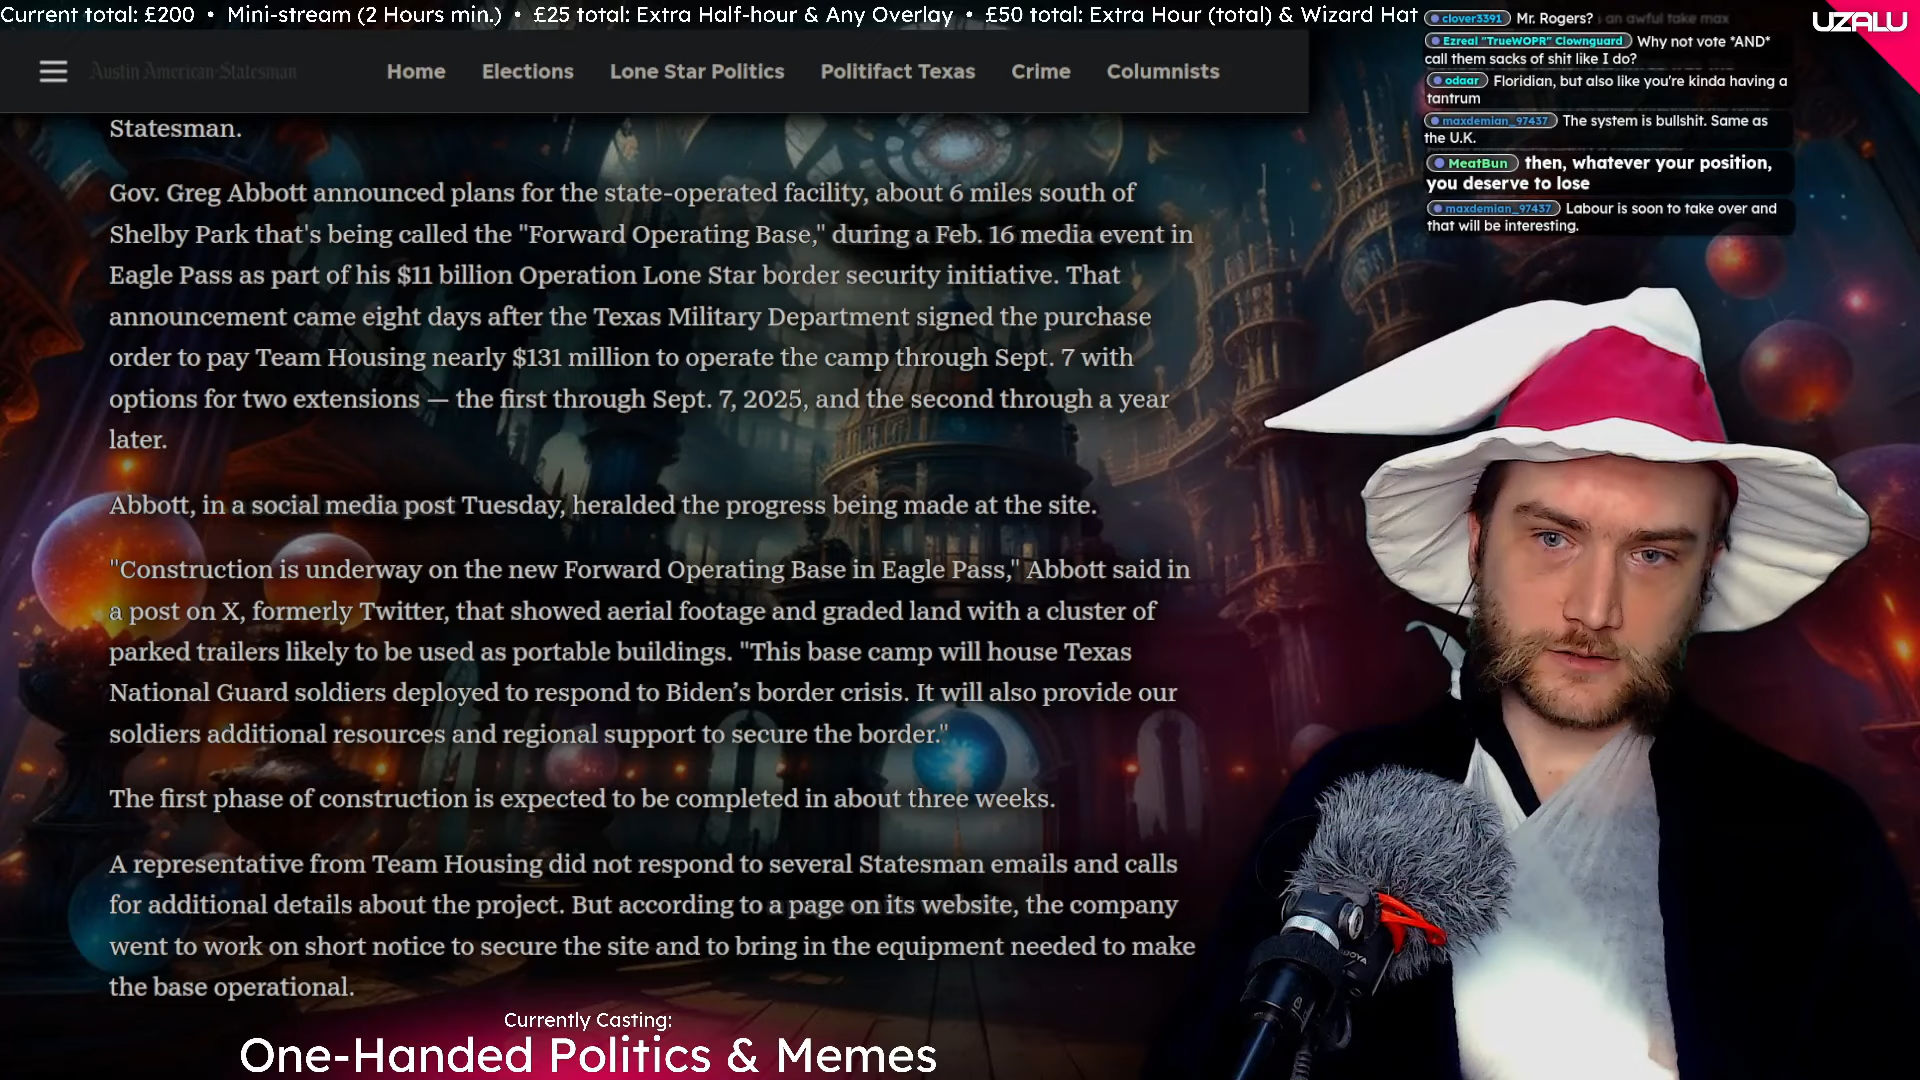 Current total: £200 • Mini-stream (2 Hours min.) • £25 total: Extra Half-hour & Any Overlay • £50 total: Extra Hour (total) & Wizard Hat
UZALU
Austin American-Statesman
Home Elections Lone Star Politics Politifact Texas Crime Columnists
Statesman.
Gov. Greg Abbott announced plans for the state-operated facility, about 6 miles south of
Shelby Park that's being called the "Forward Operating Base," during a Feb. 16 media event in
Eagle Pass as part of his $11 billion Operation Lone Star border security initiative. That
announcement came eight days after the Texas Military Department signed the purchase
order to pay Team Housing nearly $131 million to operate the camp through Sept. 7 with
options for two extensions — the first through Sept. 7, 2025, and the second through a year
later.
Abbott, in a social media post Tuesday, heralded the progress being made at the site.
"Construction is underway on the new Forward Operating Base in Eagle Pass," Abbott said in
a post on X, formerly Twitter, that showed aerial footage and graded land with a cluster of
parked trailers likely to be used as portable buildings. "This base camp will house Texas
National Guard soldiers deployed to respond to Biden’s border crisis. It will also provide our
soldiers additional resources and regional support to secure the border."
The first phase of construction is expected to be completed in about three weeks.
A representative from Team Housing did not respond to several Statesman emails and calls
for additional details about the project. But according to a page on its website, the company
went to work on short notice to secure the site and to bring in the equipment needed to make
the base operational.
clover3391 Mr. Rogers? an awful take max
Ezreal "TrueWOPR" Clownguard Why not vote *AND*
call them sacks of shit like I do?
odaar Floridian, but also like you're kinda having a
tantrum
maxdemian_97437 The system is bullshit. Same as
the U.K.
MeatBun then, whatever your position,
you deserve to lose
maxdemian_97437 Labour is soon to take over and
that will be interesting.
BOYA
Currently Casting:
One-Handed Politics & Memes